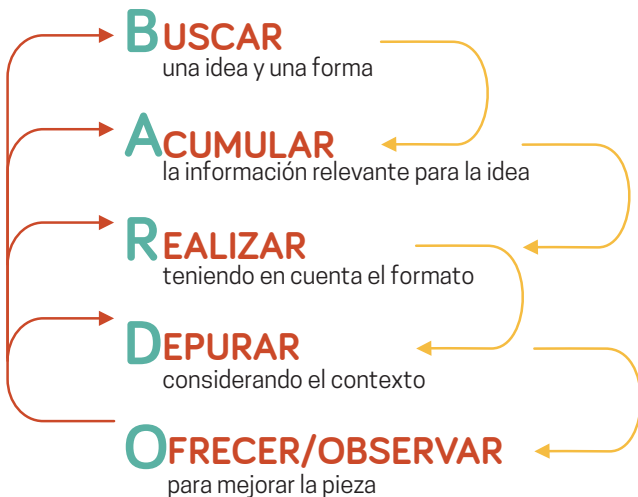 BUSCAR
una idea y una forma
ACUMULAR
la información relevante para la idea
REALIZAR
teniendo en cuenta el formato
DEPURAR
considerando el contexto
OFRECER/OBSERVAR
para mejorar la pieza